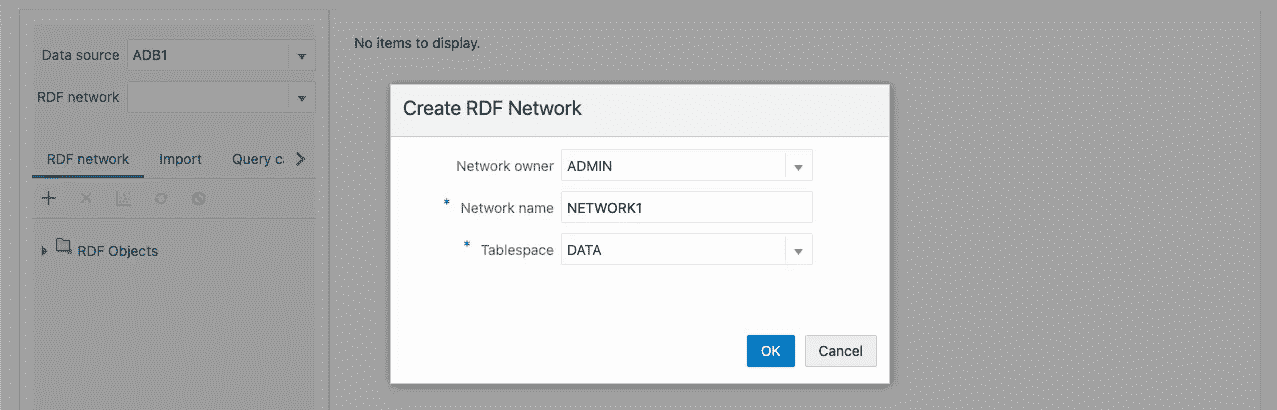 Data source ADB1
No items to display.
RDF network
Create RDF Network
RDF network Import Query ca
Network owner ADMIN
* Network name NETWORK1
* Tablespace DATA
RDF Objects
OK Cancel